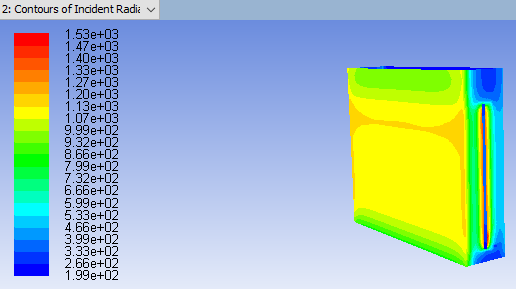 2: Contours of Incident Radia
1.53e+03
1.47e+03
1.40e+03
1.33e+03
1.27e+03
1.20e+03
1.13e+03
1.07e+03
9.99e+02
9.32e+02
8.66e+02
7.99e+02
7.32e+02
6.66e+02
5.99e+02
5.32e+02
4.66e+02
3.99e+02
3.33e+02
2.66e+02
1.99e+02